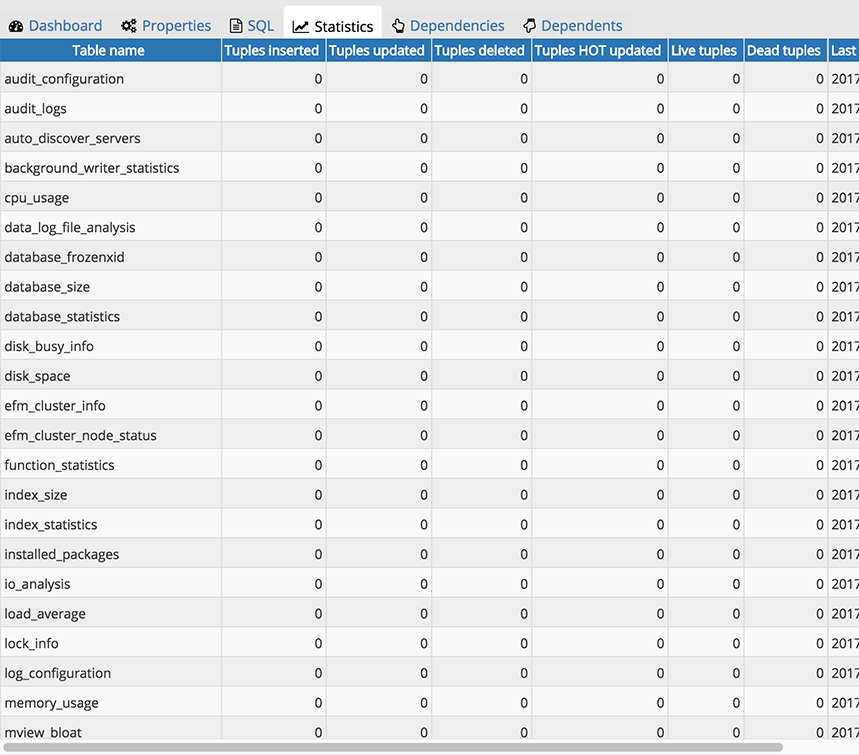 Dashboard Properties SQL Statistics Dependencies Dependents
Table name Tuples inserted Tuples updated Tuples deleted Tuples HOT updated Live tuples Dead tuples Last
audit_configuration 0 0 0 0 0 0 2017
audit_logs 0 0 0 0 0 0 2017
auto_discover_servers 0 0 0 0 0 0 2017
background_writer_statistics 0 0 0 0 0 0 2017
cpu_usage 0 0 0 0 0 0 2017
data_log_file_analysis 0 0 0 0 0 0 2017
database_frozenxid 0 0 0 0 0 0 2017
database_size 0 0 0 0 0 0 2017
database_statistics 0 0 0 0 0 0 2017
disk_busy_info 0 0 0 0 0 0 2017
disk_space 0 0 0 0 0 0 2017
efm_cluster_info 0 0 0 0 0 0 2017
efm_cluster_node_status 0 0 0 0 0 0 2017
function_statistics 0 0 0 0 0 0 2017
index_size 0 0 0 0 0 0 2017
index_statistics 0 0 0 0 0 0 2017
installed_packages 0 0 0 0 0 0 2017
io_analysis 0 0 0 0 0 0 2017
load_average 0 0 0 0 0 0 2017
lock_info 0 0 0 0 0 0 2017
log_configuration 0 0 0 0 0 0 2017
memory_usage 0 0 0 0 0 0 2017
mview_bloat 0 0 0 0 0 0 2017